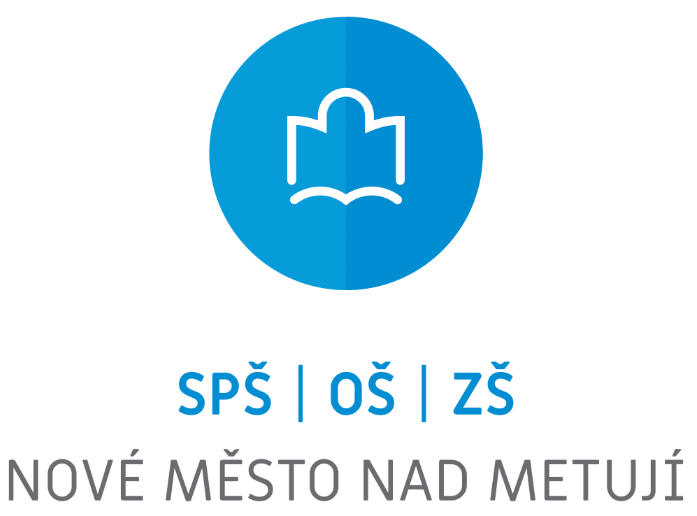 SPŠ | OŠ | ZŠ
NOVÉ MĚSTO NAD METUJÍ